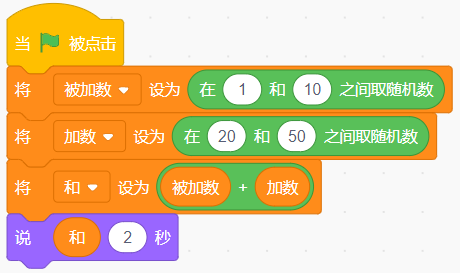 当 被点击
将 被加数 设为 在 1 和 10 之间取随机数
将 加数 设为 在 20 和 50 之间取随机数
将 和 设为 被加数 + 加数
说 和 2 秒